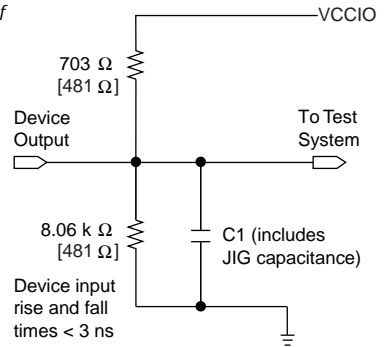 f
VCCIO
703 Ω
[481 Ω]
Device
Output
To Test
System
8.06 k Ω
[481 Ω]
C1 (includes
JIG capacitance)
Device input
rise and fall
times < 3 ns